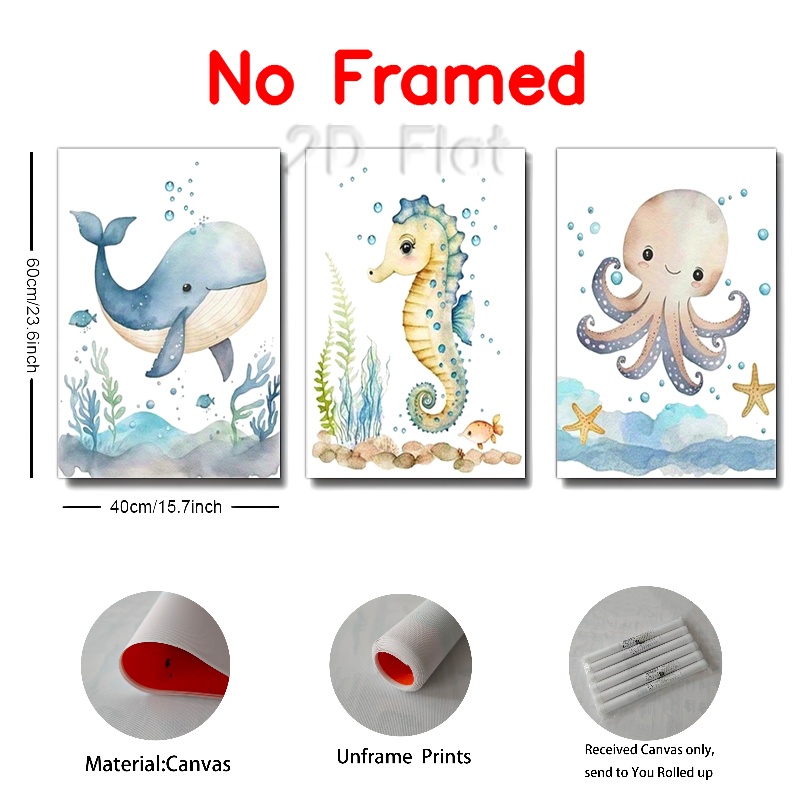 No Framed
2D Flat
60cm/23.6inch
40cm/15.7inch
Material:Canvas
Unframe Prints
Received Canvas only,
send to You Rolled up